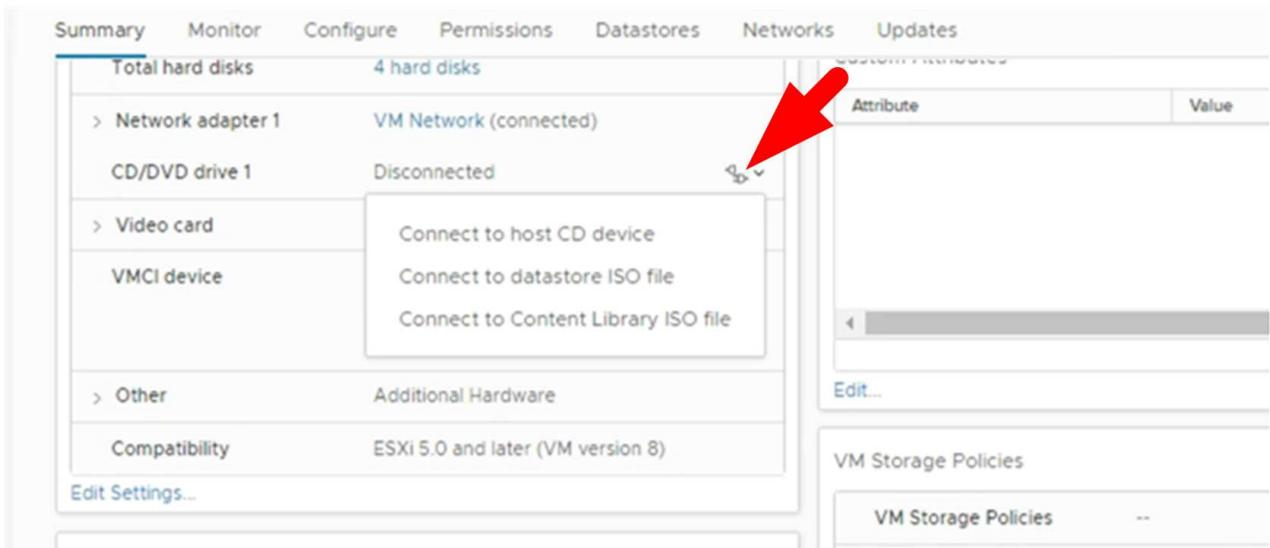 Summary Monitor Configure Permissions Datastores Networks Updates
Total hard disks 4 hard disks
Custom Attributes
> Network adapter 1 VM Network (connected)
Attribute Value
CD/DVD drive 1 Disconnected
> Video card
Connect to host CD device
VMCI device
Connect to datastore ISO file
Connect to Content Library ISO file
> Other Additional Hardware
Edit...
Compatibility ESXi 5.0 and later (VM version 8)
VM Storage Policies
Edit Settings...
VM Storage Policies --